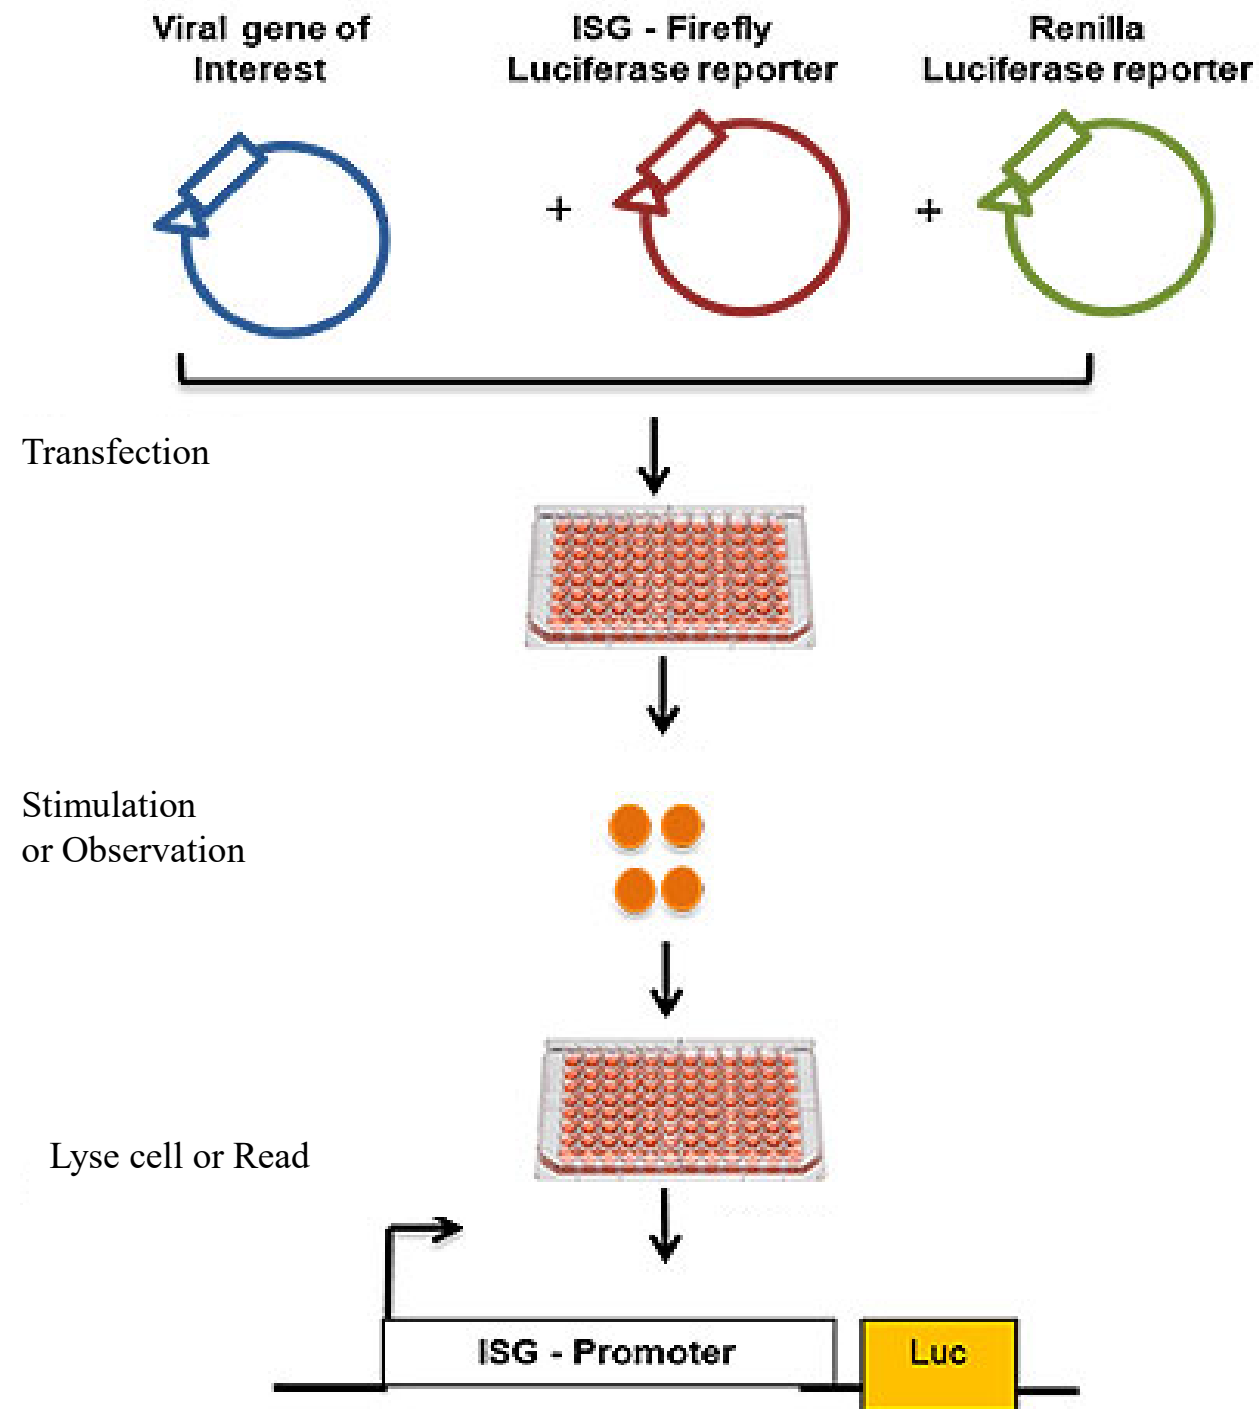 Viral gene of
Interest
ISG - Firefly
Luciferase reporter
Renilla
Luciferase reporter
+
+
Transfection
Stimulation
or Observation
Lyse cell or Read
ISG - Promoter
Luc